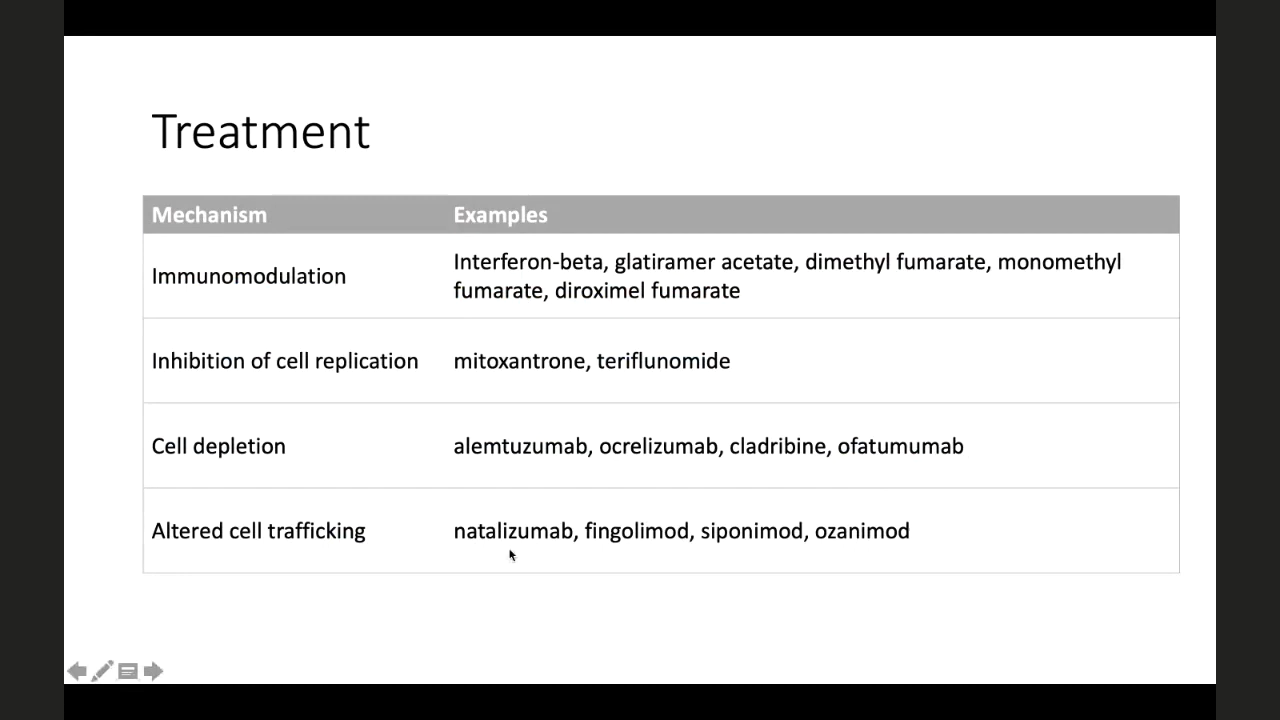 Treatment
Mechanism Examples
Immunomodulation
Interferon-beta, glatiramer acetate, dimethyl fumarate, monomethyl
fumarate, diroximel fumarate
Inhibition of cell replication mitoxantrone, teriflunomide
Cell depletion alemtuzumab, ocrelizumab, cladribine, ofatumumab
Altered cell trafficking natalizumab, fingolimod, siponimod, ozanimod